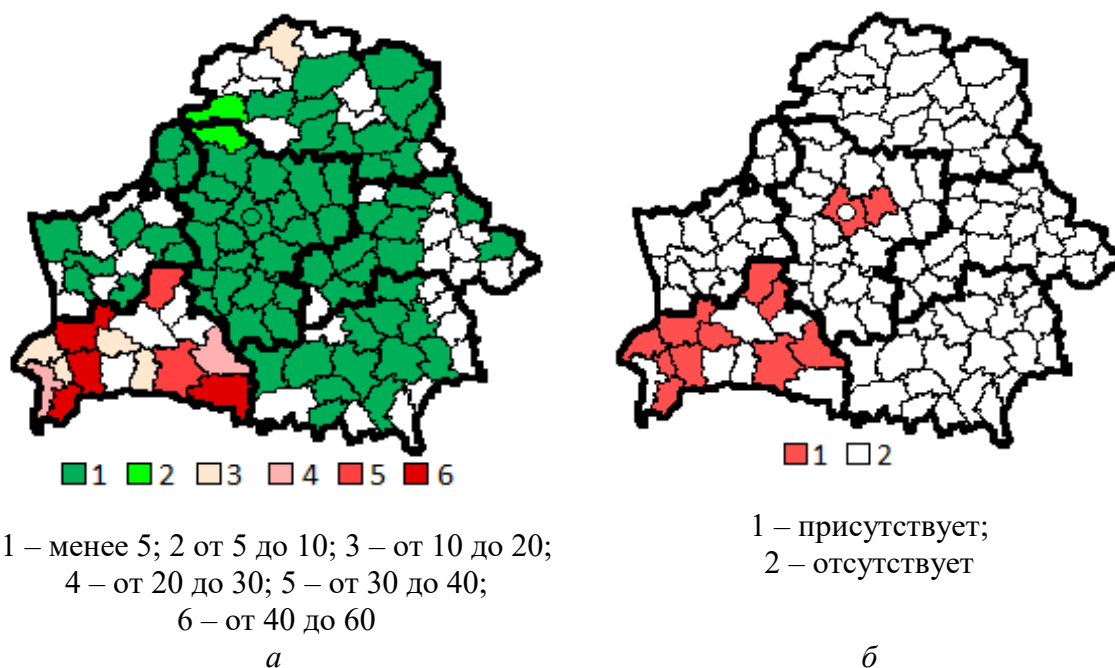 1 2 3 4 5 6
1 2
1 – менее 5; 2 от 5 до 10; 3 – от 10 до 20;
4 – от 20 до 30; 5 – от 30 до 40;
6 – от 40 до 60
а
1 – присутствует;
2 – отсутствует
б